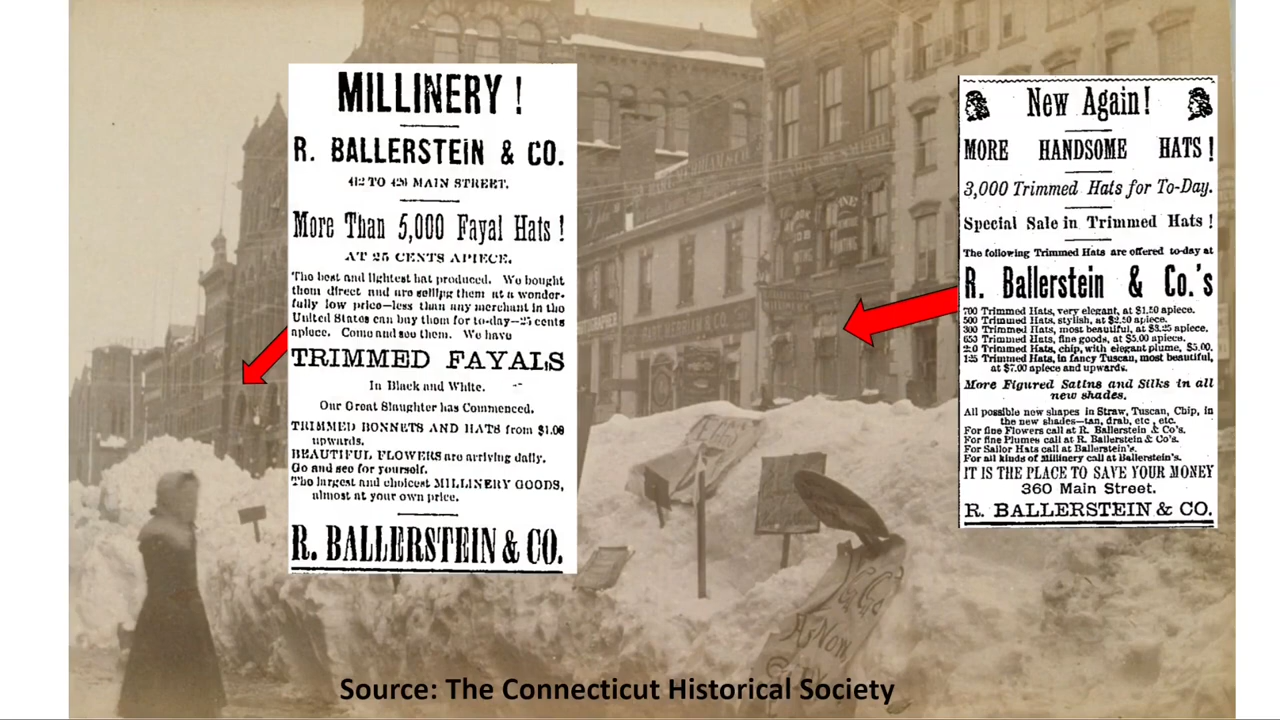 MILLINERY !
R. BALLERSTEIN & CO.
412 TO 420 MAIN STREET.
More Than 5,000 Fayal Hats !
AT 25 CENTS APIECE.
The best and lightest hat produced. We bought
them direct and are selling them at a wonder-
fully low price—less than any merchant in the
United States can buy them for to-day—25 cents
apiece. Come and see them. We have
TRIMMED FAYALS
In Black and White.
Our Great Slaughter has Commenced.
TRIMMED BONNETS AND HATS from $1.00
upwards.
BEAUTIFUL FLOWERS are arriving daily.
Go and see for yourself.
The largest and choicest MILLINERY GOODS,
almost at your own price.
R. BALLERSTEIN & CO.
New Again!
MORE HANDSOME HATS!
3,000 Trimmed Hats for To-Day.
Special Sale in Trimmed Hats !
The following Trimmed Hats are offered to-day at
R. Ballerstein & Co.'s
700 Trimmed Hats, very elegant, at $1.50 apiece.
500 Trimmed Hats, stylish, at $2.50 apiece.
300 Trimmed Hats, most beautiful, at $3.25 apiece.
653 Trimmed Hats, fine goods, at $5.00 apiece.
Trimmed Hats, chip, with elegant plume, $5.00.
125 Trimmed Hats, in fancy Tuscan, most beautiful,
at $7.00 apiece and upwards.
More Figured Satins and Silks in all
new shades.
All possible new shapes in Straw, Tuscan, Chip, in
the new shades—tan, drab, etc., etc.
For fine Flowers call at R. Ballerstein & Co's.
For fine Plumes call at R. Ballerstein & Co's.
For Sailor Hats call at Ballerstein's.
For all kinds of Millinery call at Ballerstein's.
IT IS THE PLACE TO SAVE YOUR MONEY
360 Main Street.
R. BALLERSTEIN & CO.
As Now,
Source: The Connecticut Historical Society